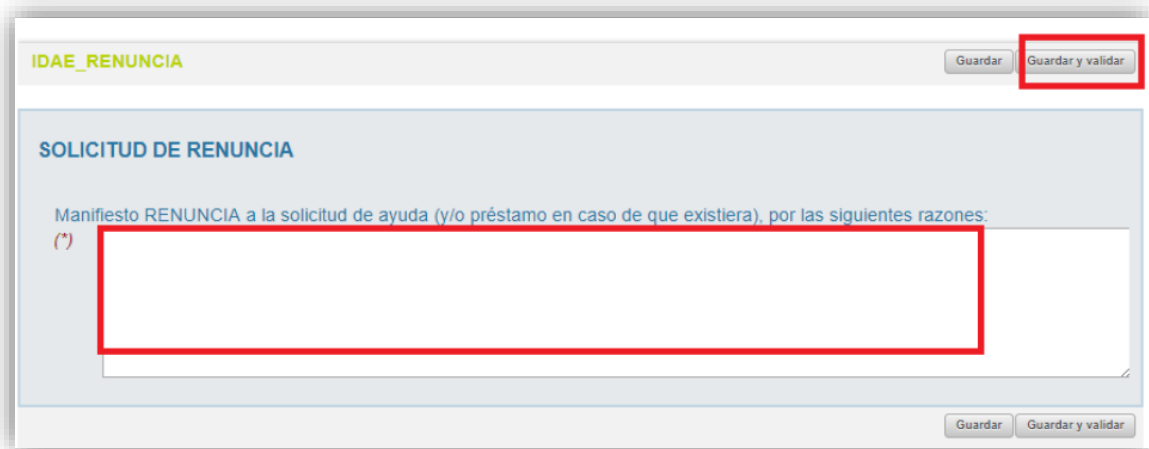 IDAE_RENUNCIA
Guardar Guardar y validar
SOLICITUD DE RENUNCIA
Manifiesto RENUNCIA a la solicitud de ayuda (y/o préstamo en caso de que existiera), por las siguientes razones:
(*)
Guardar Guardar y validar